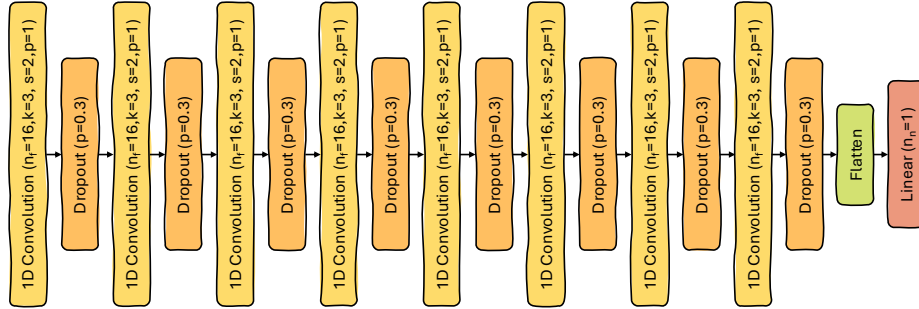 1D Convolution (n_f=16,k=3, s=2,p=1)
Dropout (p=0.3)
1D Convolution (n_f=16,k=3, s=2,p=1)
Dropout (p=0.3)
1D Convolution (n_f=16,k=3, s=2,p=1)
Dropout (p=0.3)
1D Convolution (n_f=16,k=3, s=2,p=1)
Dropout (p=0.3)
1D Convolution (n_f=16,k=3, s=2,p=1)
Dropout (p=0.3)
1D Convolution (n_f=16,k=3, s=2,p=1)
Dropout (p=0.3)
1D Convolution (n_f=16,k=3, s=2,p=1)
Dropout (p=0.3)
1D Convolution (n_f=16,k=3, s=2,p=1)
Dropout (p=0.3)
Flatten
Linear (n_n=1)